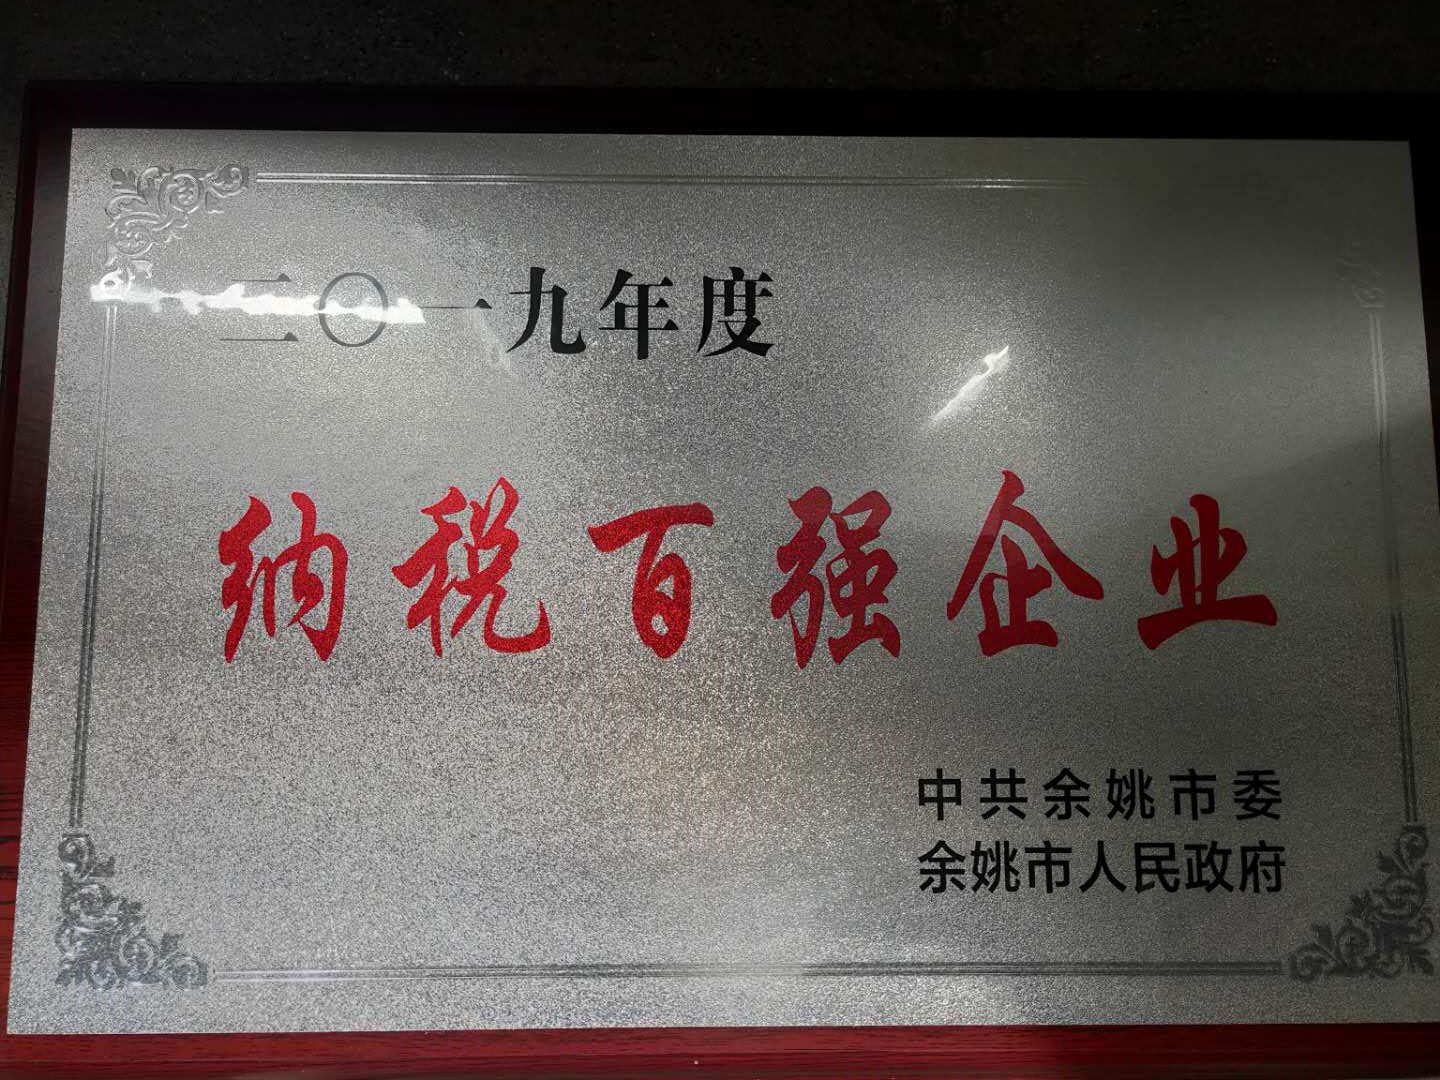 二〇一九年度
纳税百强企业
中共余姚市委
余姚市人民政府